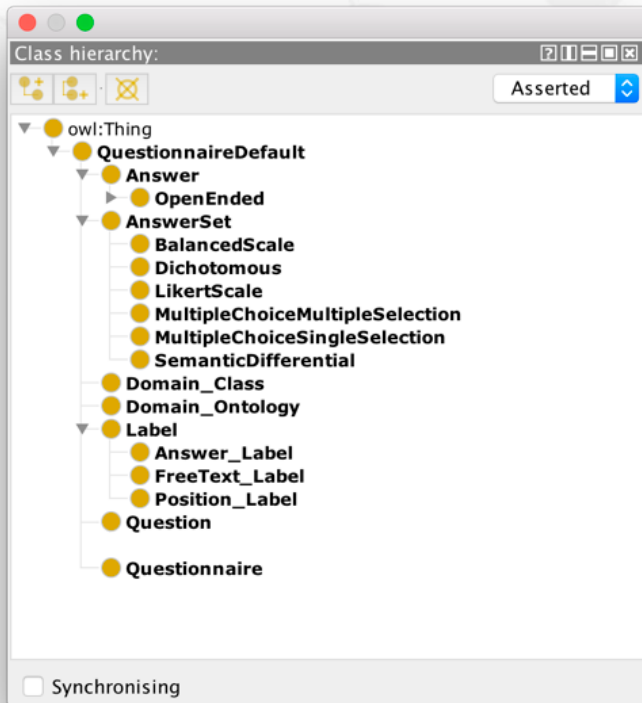 Class hierarchy:
Asserted
owl:Thing
QuestionnaireDefault
Answer
OpenEnded
AnswerSet
BalancedScale
Dichotomous
LikertScale
MultipleChoiceMultipleSelection
MultipleChoiceSingleSelection
SemanticDifferential
Domain_Class
Domain_Ontology
Label
Answer_Label
FreeText_Label
Position_Label
Question
Questionnaire
Synchronising